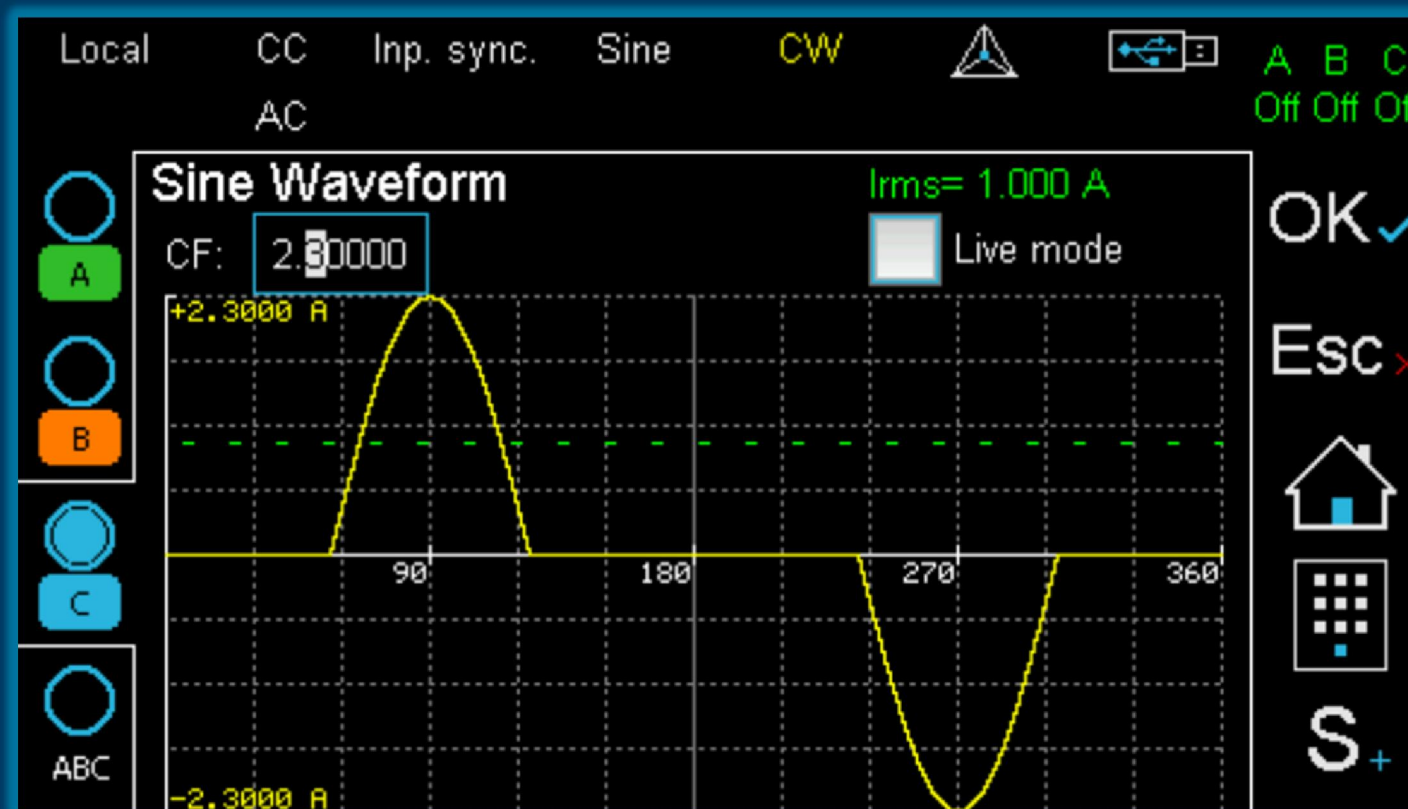 Local CC Inp. sync. Sine CW A B C
AC Off Off
Sine Waveform Irms= 1.000 A
CF: 2.30000 Live mode
OK
A
+2.3000 A
Esc
B
90 180 270 360
C
S+
ABC
-2.3000 A